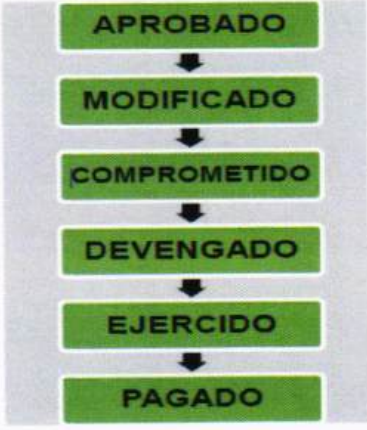 APROBADO
MODIFICADO
COMPROMETIDO
DEVENGADO
EJERCIDO
PAGADO